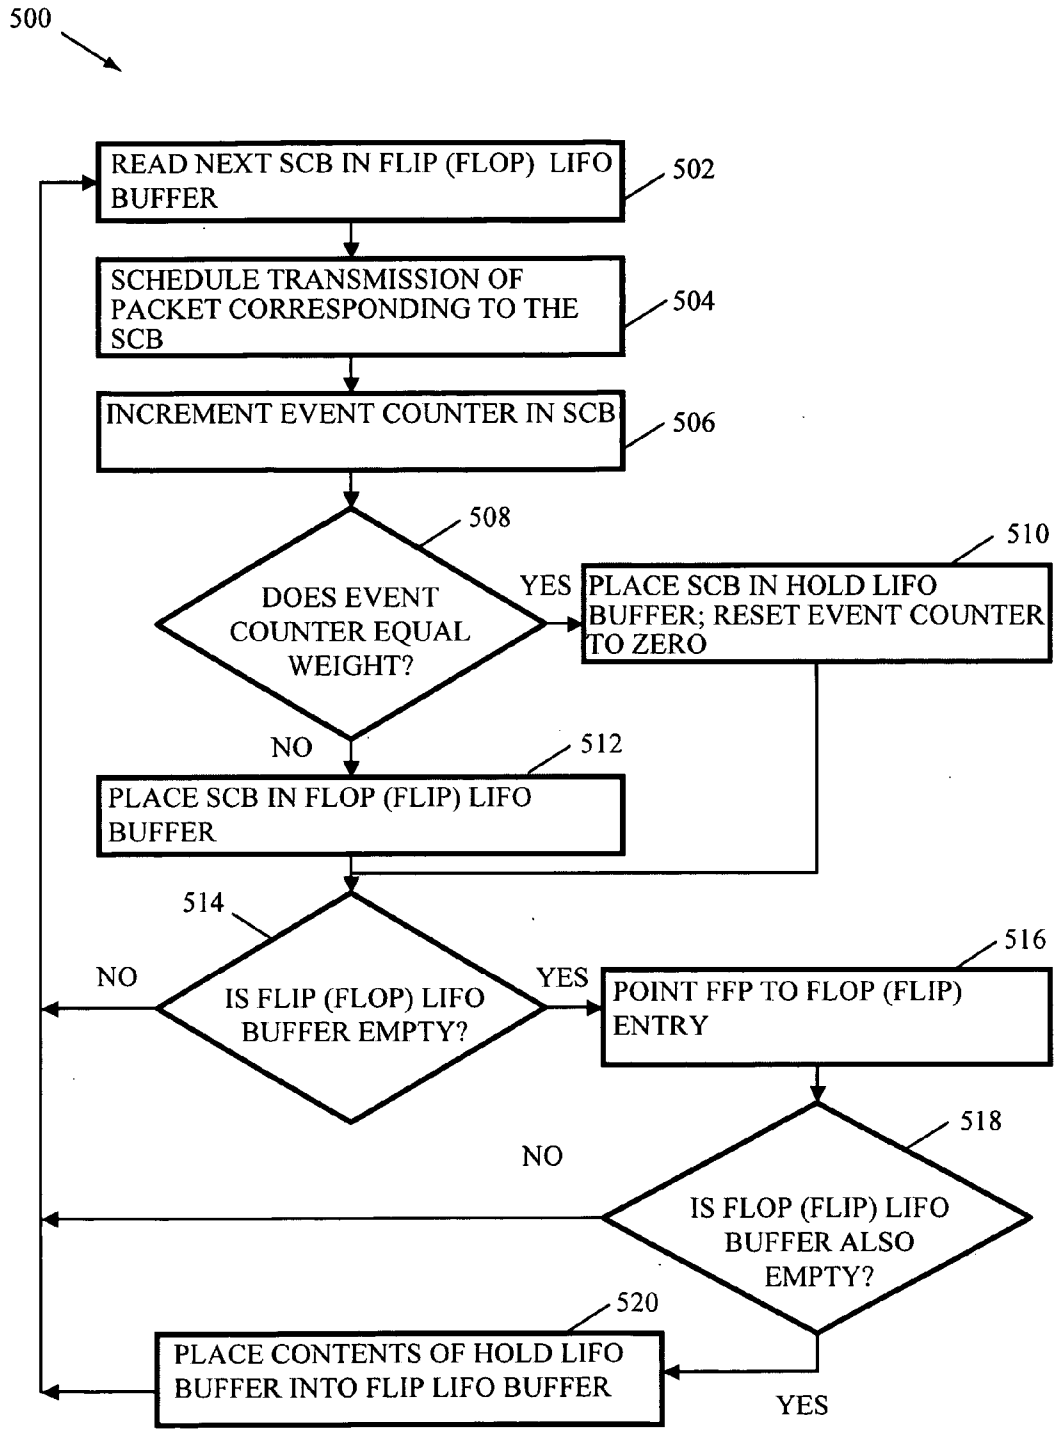 500
READ NEXT SCB IN FLIP (FLOP) LIFO
BUFFER
502
SCHEDULE TRANSMISSION OF
PACKET CORRESPONDING TO THE
SCB
504
INCREMENT EVENT COUNTER IN SCB
506
508
DOES EVENT
COUNTER EQUAL
WEIGHT?
YES
510
PLACE SCB IN HOLD LIFO
BUFFER; RESET EVENT COUNTER
TO ZERO
NO
512
PLACE SCB IN FLOP (FLIP) LIFO
BUFFER
514
NO
IS FLIP (FLOP) LIFO
BUFFER EMPTY?
YES
516
POINT FFP TO FLOP (FLIP)
ENTRY
518
NO
IS FLOP (FLIP) LIFO
BUFFER ALSO
EMPTY?
520
PLACE CONTENTS OF HOLD LIFO
BUFFER INTO FLIP LIFO BUFFER
YES